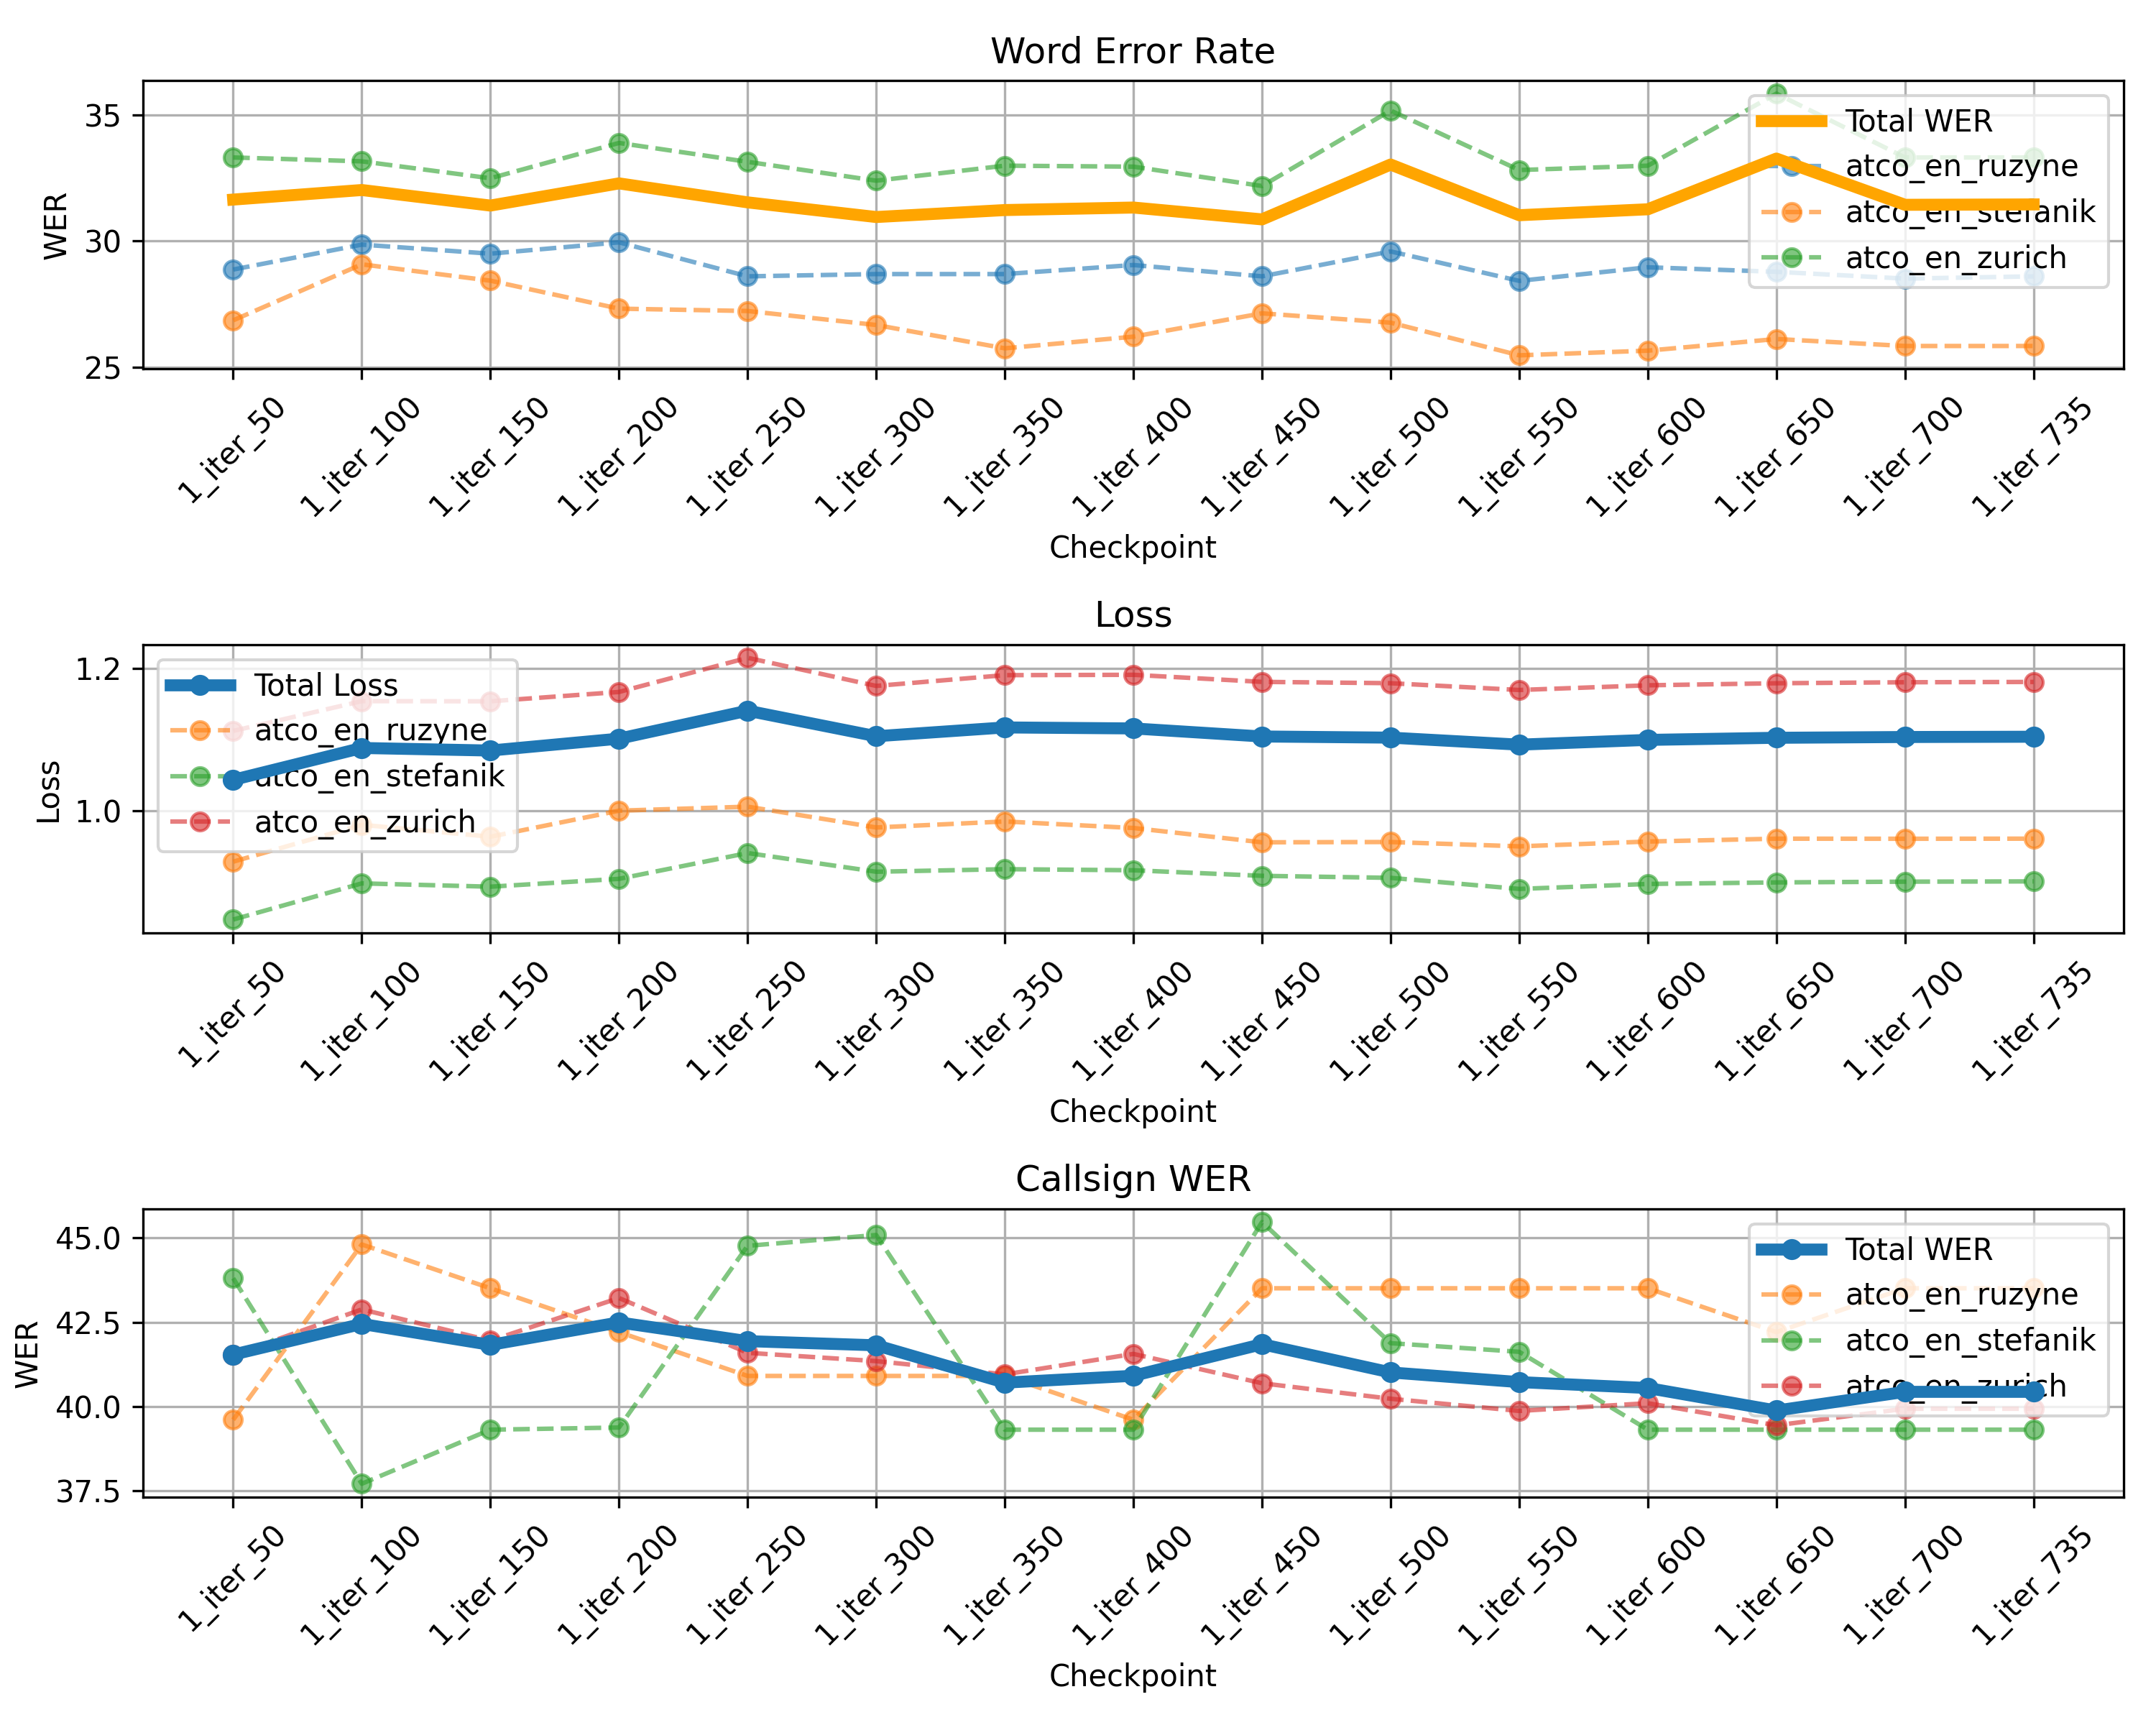 Word Error Rate
WER
35
30
25
Total WER
atco_en_ruzyne
atco_en_stefanik
atco_en_zurich
1_iter_50
1_iter_100
1_iter_150
1_iter_200
1_iter_250
1_iter_300
1_iter_350
1_iter_400
1_iter_450
1_iter_500
1_iter_550
1_iter_600
1_iter_650
1_iter_700
1_iter_735
Checkpoint
Loss
Loss
1.2
1.0
Total Loss
atco_en_ruzyne
atco_en_stefanik
atco_en_zurich
1_iter_50
1_iter_100
1_iter_150
1_iter_200
1_iter_250
1_iter_300
1_iter_350
1_iter_400
1_iter_450
1_iter_500
1_iter_550
1_iter_600
1_iter_650
1_iter_700
1_iter_735
Checkpoint
Callsign WER
WER
45.0
42.5
40.0
37.5
Total WER
atco_en_ruzyne
atco_en_stefanik
atco_en_zurich
1_iter_50
1_iter_100
1_iter_150
1_iter_200
1_iter_250
1_iter_300
1_iter_350
1_iter_400
1_iter_450
1_iter_500
1_iter_550
1_iter_600
1_iter_650
1_iter_700
1_iter_735
Checkpoint